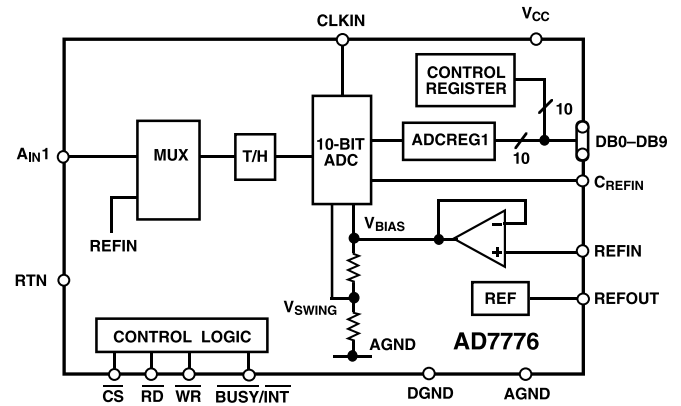 CLKIN
VCC
CONTROL
REGISTER
10
10-BIT
ADC
ADCREG1
10
DB0–DB9
AIN1
MUX
T/H
CREFIN
REFIN
VBIAS
–
+
REFIN
RTN
VSWING
REF
REFOUT
CONTROL LOGIC
AGND
AD7776
CS
RD
WR
BUSY/INT
DGND
AGND